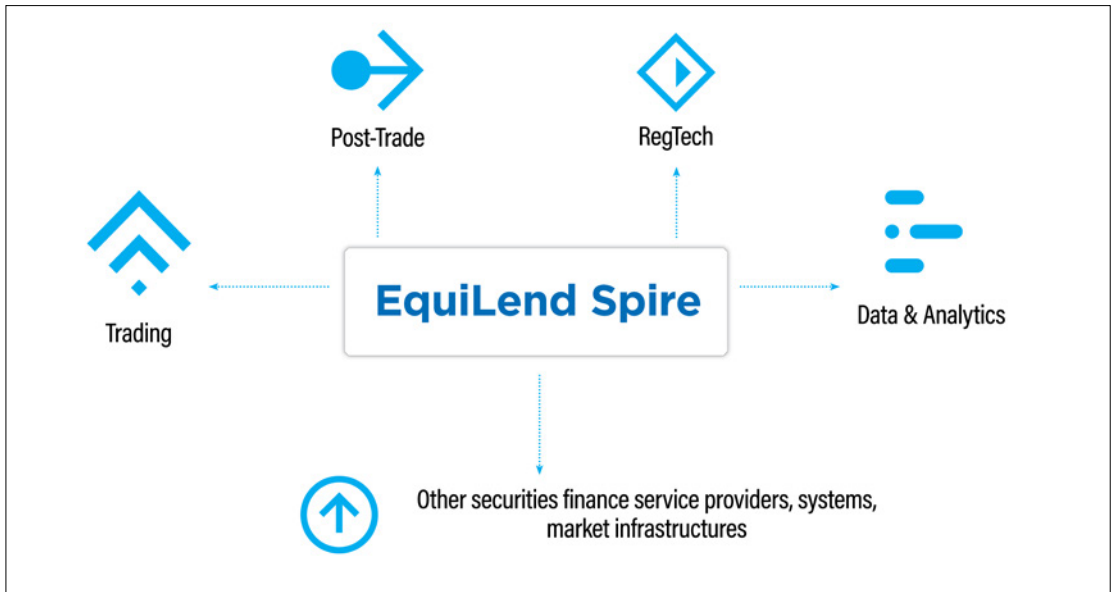 Post-Trade
RegTech
Trading
EquiLend Spire
Data & Analytics
Other securities finance service providers, systems,
market infrastructures